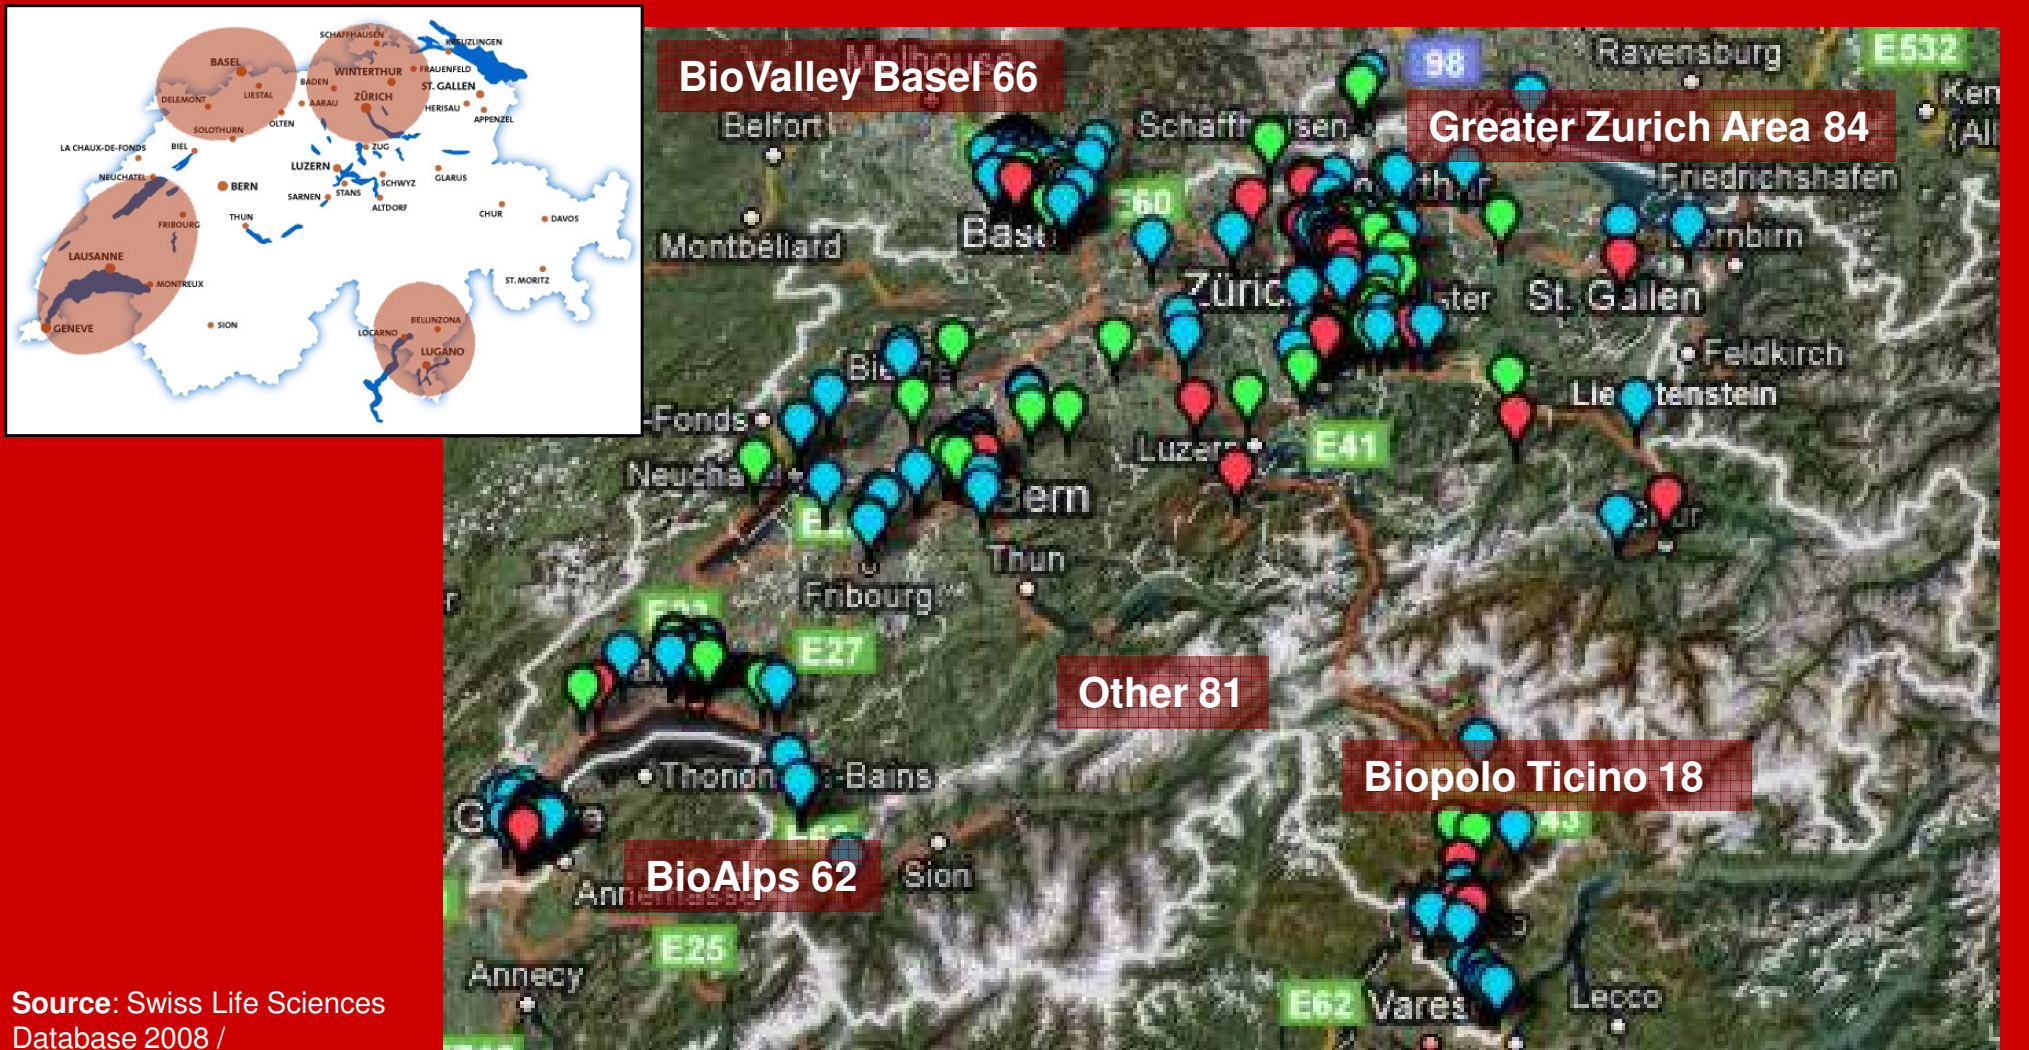 SCHAFFHAUSEN
KREUZLINGEN
BASEL
WINTERTHUR
FRAUENFELD
BADEN
ST. GALLEN
DELEMONT
LIESTAL
AARAU
ZÜRICH
HERISAU
APPENZEL
OLTEN
SOLOTHURN
LA CHAUX-DE-FONDS
BIEL
ZUG
LUZERN
NEUCHATEL
BERN
SCHWYZ
GLARUS
SARNEN
STANS
ALTDORF
THUN
CHUR
DAVOS
FRIBOURG
LAUSANNE
MONTREUX
ST. MORITZ
SION
GENEVE
LOCARNO
BELLINZONA
LUGANO
BioValley Basel 66
98
Ravensburg
E532
Greater Zurich Area 84
Belfort
Friedrichshafen
Montbéliard
St. Gallen
Feldkirch
-Fonds
Luzern
E41
Bern
Thun
Fribourg
E27
Other 81
Thonon
-Bains
Biopolo Ticino 18
BioAlps 62
Sion
E25
Annecy
E62
Lecco
Source: Swiss Life Sciences
Database 2008 /